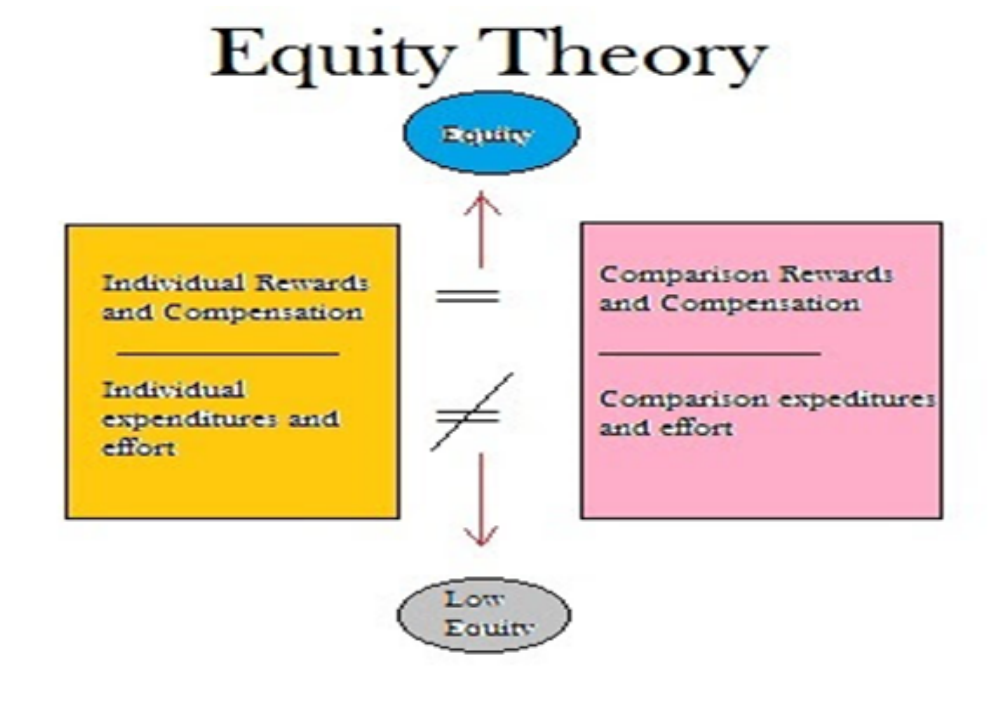 Equity Theory
Equity
Individual Rewards
and Compensation
Individual
expenditures and
effort
=
≠
Comparison Rewards
and Compensation
Comparison expeditures
and effort
Low
Equity